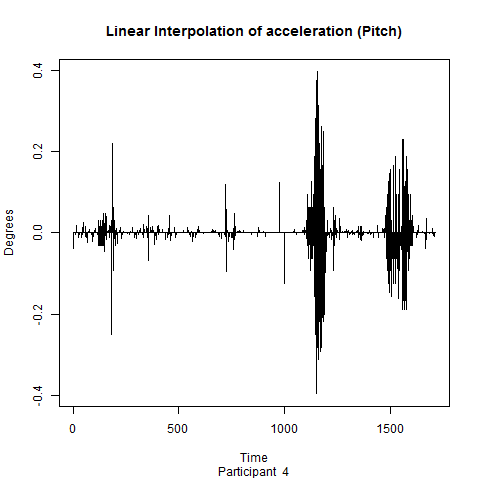 Linear Interpolation of acceleration (Pitch)
Degrees
0.4
0.2
0.0
-0.2
-0.4
0 500 1000 1500
Time
Participant 4